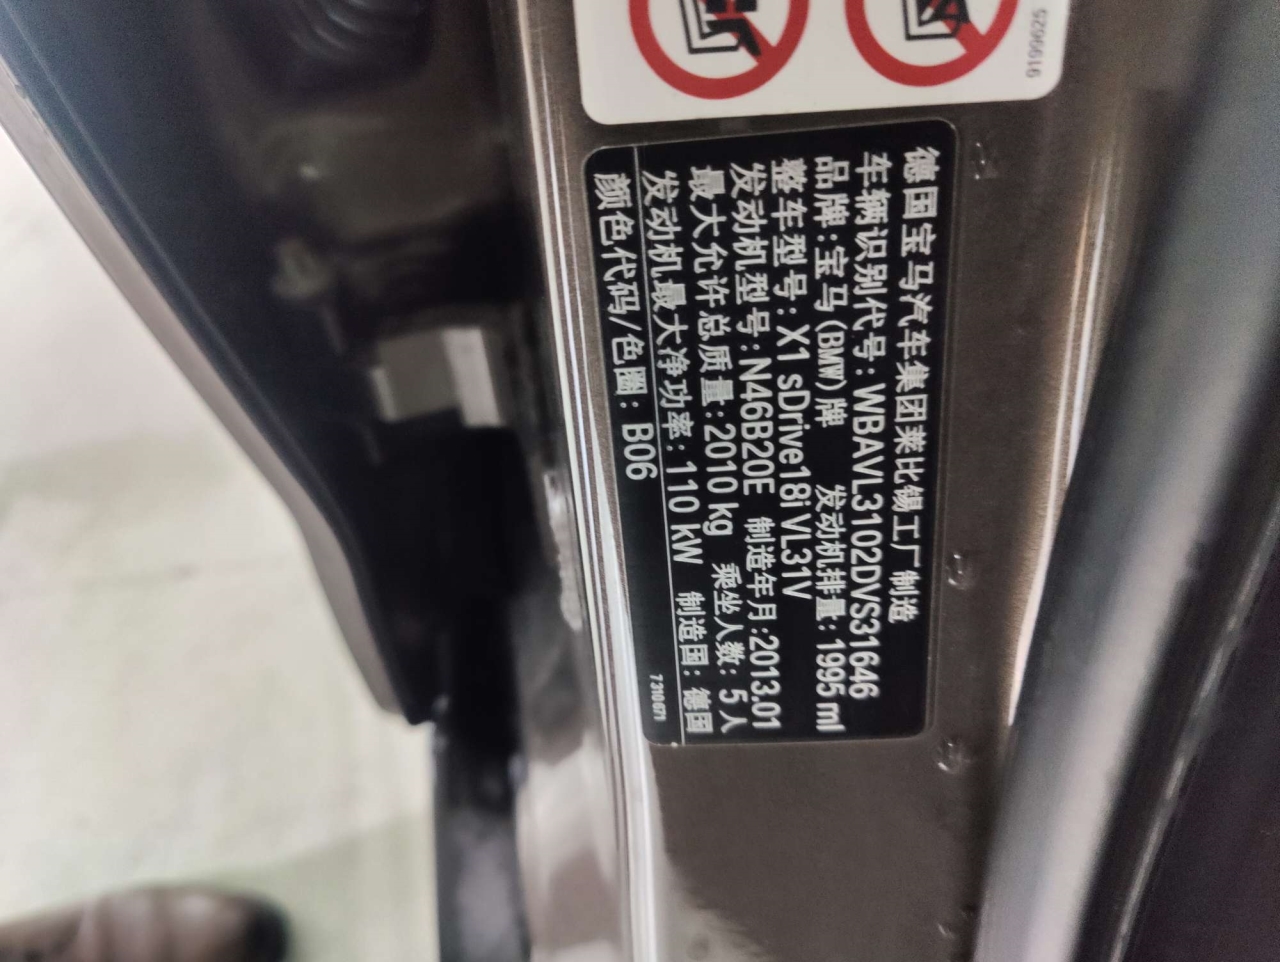 5299916
德国宝马汽车集团莱比锡工厂制造
车辆识别代号: WBAVL3102DVS31646
品牌:宝马(BMW)牌 发动机排量: 1995 ml
整车型号: X1 sDrive18i VL31V
发动机型号: N46B20E 制造年月:2013.01
最大允许总质量:2010 kg 乘坐人数: 5 人
发动机最大净功率: 110 kW 制造国: 德国
颜色代码/色圈: B06
7310671